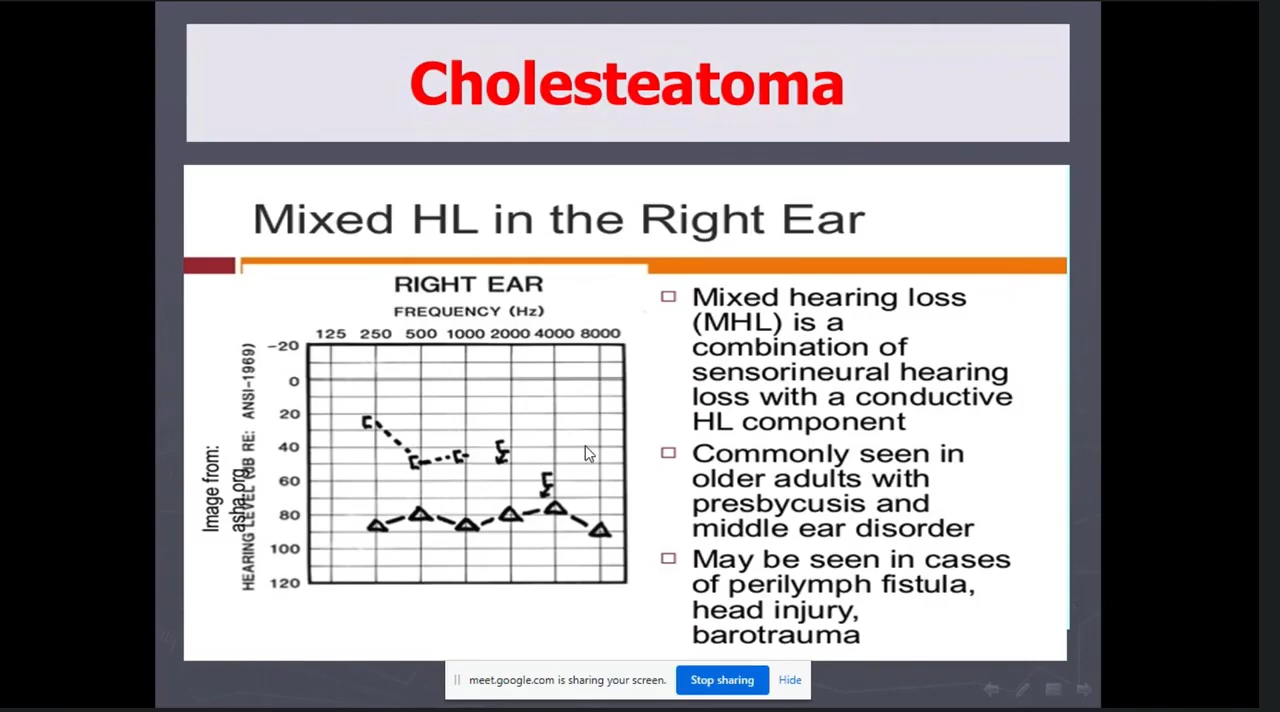 Cholesteatoma
Mixed HL in the Right Ear
RIGHT EAR
FREQUENCY (Hz)
125 250 500 1000 2000 4000 8000
-20
0
20
40
60
80
100
120
HEARING LEVEL (dB RE: ANSI-1969)
Image from:
asha.org
Mixed hearing loss
(MHL) is a
combination of
sensorineural hearing
loss with a conductive
HL component
Commonly seen in
older adults with
presbycusis and
middle ear disorder
May be seen in cases
of perilymph fistula,
head injury,
barotrauma
meet.google.com is sharing your screen. Stop sharing Hide